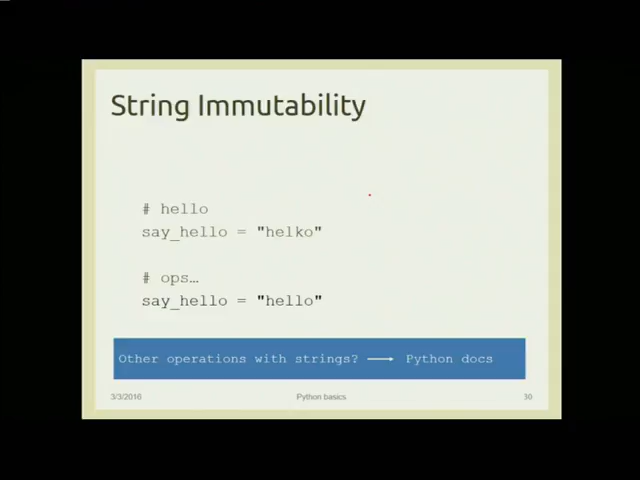 String Immutability
# hello
say_hello = "helko"
# ops…
say_hello = "hello"
Other operations with strings? → Python docs
3/3/2016 Python basics 30